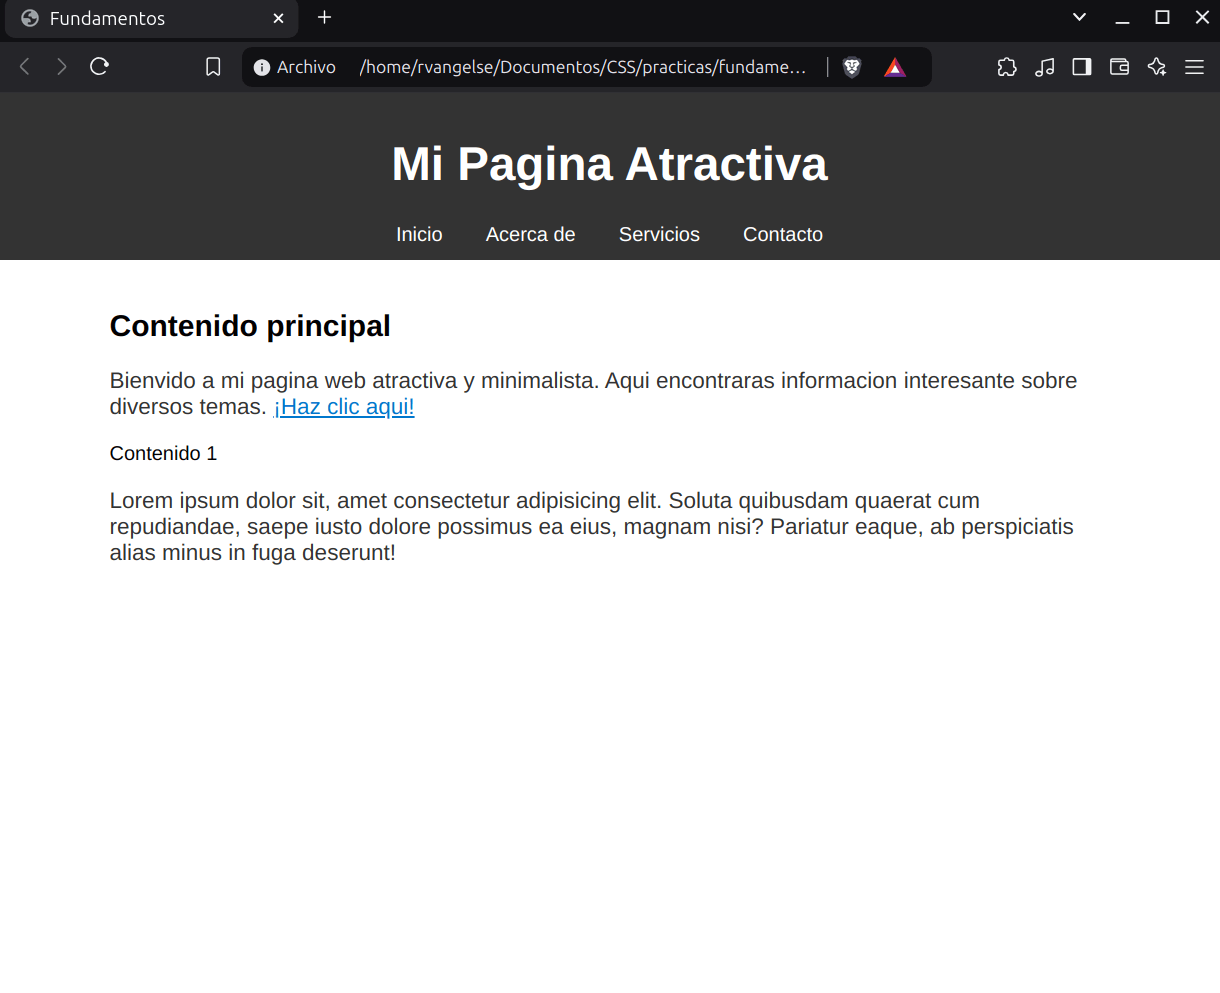 Fundamentos
Archivo /home/rvangelse/Documentos/CSS/practicas/fundame...
Mi Pagina Atractiva
Inicio Acerca de Servicios Contacto
Contenido principal
Bienvido a mi pagina web atractiva y minimalista. Aqui encontraras informacion interesante sobre
diversos temas. ¡Haz clic aqui!
Contenido 1
Lorem ipsum dolor sit, amet consectetur adipisicing elit. Soluta quibusdam quaerat cum
repudiandae, saepe iusto dolore possimus ea eius, magnam nisi? Pariatur eaque, ab perspiciatis
alias minus in fuga deserunt!